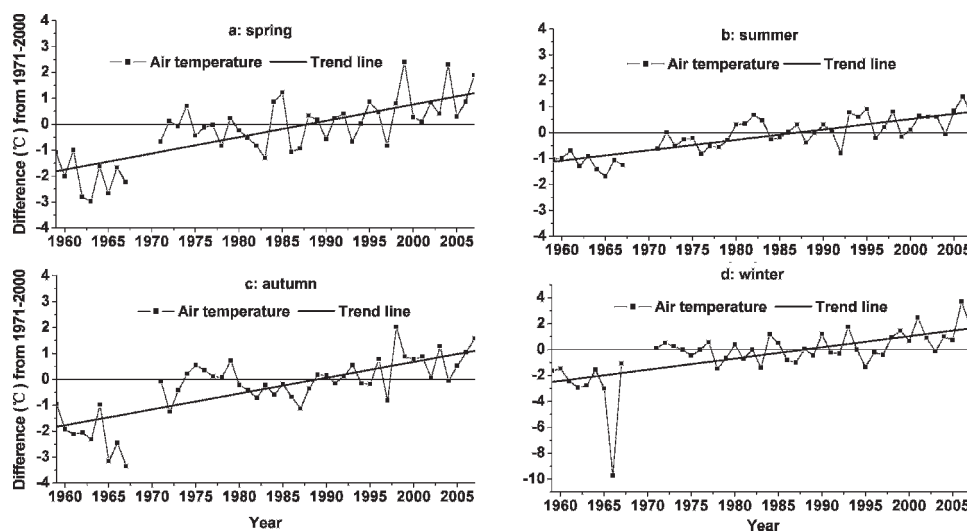 a: spring
Air temperature
Trend line
Difference (℃) from 1971-2000
4
3
2
1
0
-1
-2
-3
-4
1960 1965 1970 1975 1980 1985 1990 1995 2000 2005
b: summer
Air temperature
Trend line
4
3
2
1
0
-1
-2
-3
-4
1960 1965 1970 1975 1980 1985 1990 1995 2000 2005
c: autumn
Air temperature
Trend line
Difference (℃) from 1971-2000
4
3
2
1
0
-1
-2
-3
-4
1960 1965 1970 1975 1980 1985 1990 1995 2000 2005
Year
d: winter
Air temperature
Trend line
4
2
0
-2
-4
-6
-8
-10
1960 1965 1970 1975 1980 1985 1990 1995 2000 2005
Year